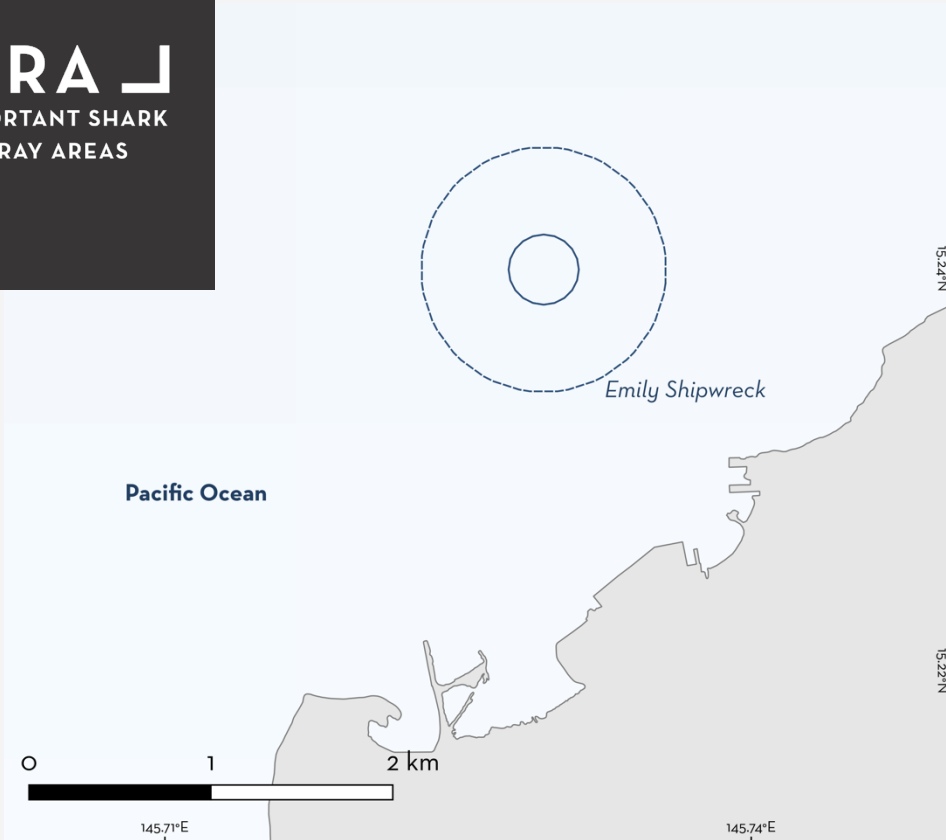 RA
ORTANT SHARK
RAY AREAS
15.24°N
Emily Shipwreck
Pacific Ocean
15.22°N
0 1 2 km
145.71°E 145.74°E